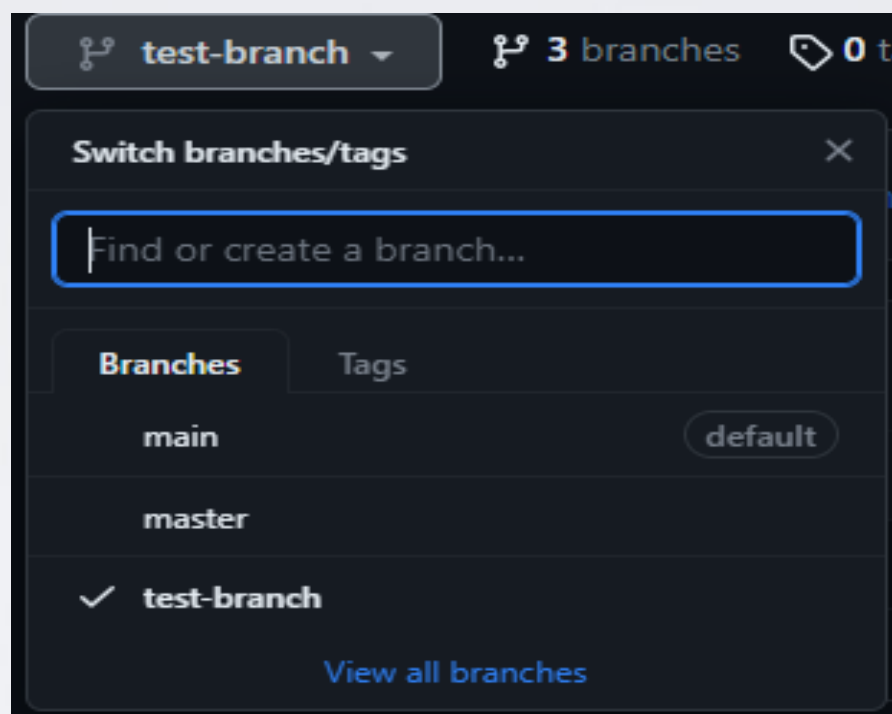 test-branch 3 branches 0 t
Switch branches/tags
Find or create a branch...
Branches Tags
main default
master
test-branch
View all branches